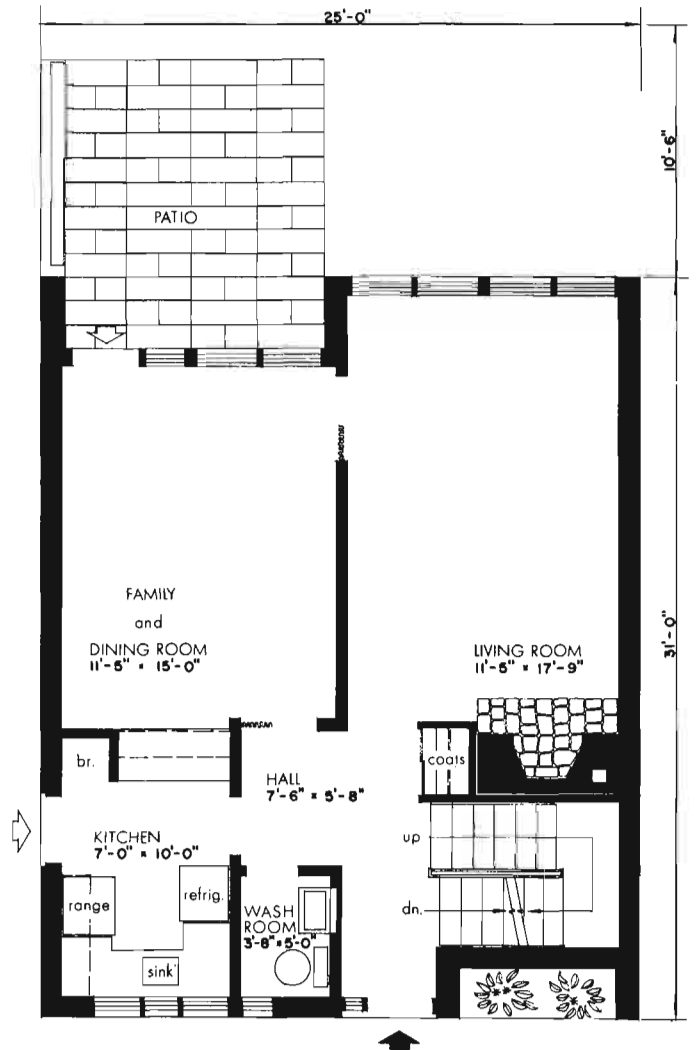 25'-0"
10'-6"
PATIO
FAMILY
and
DINING ROOM
11'-5" × 15'-0"
LIVING ROOM
11'-5" × 17'-9"
31'-0"
br.
coats
HALL
7'-6" × 5'-8"
KITCHEN
7'-0" × 10'-0"
up
range
refrig.
WASH
ROOM
3'-8" × 5'-0"
dn.
sink